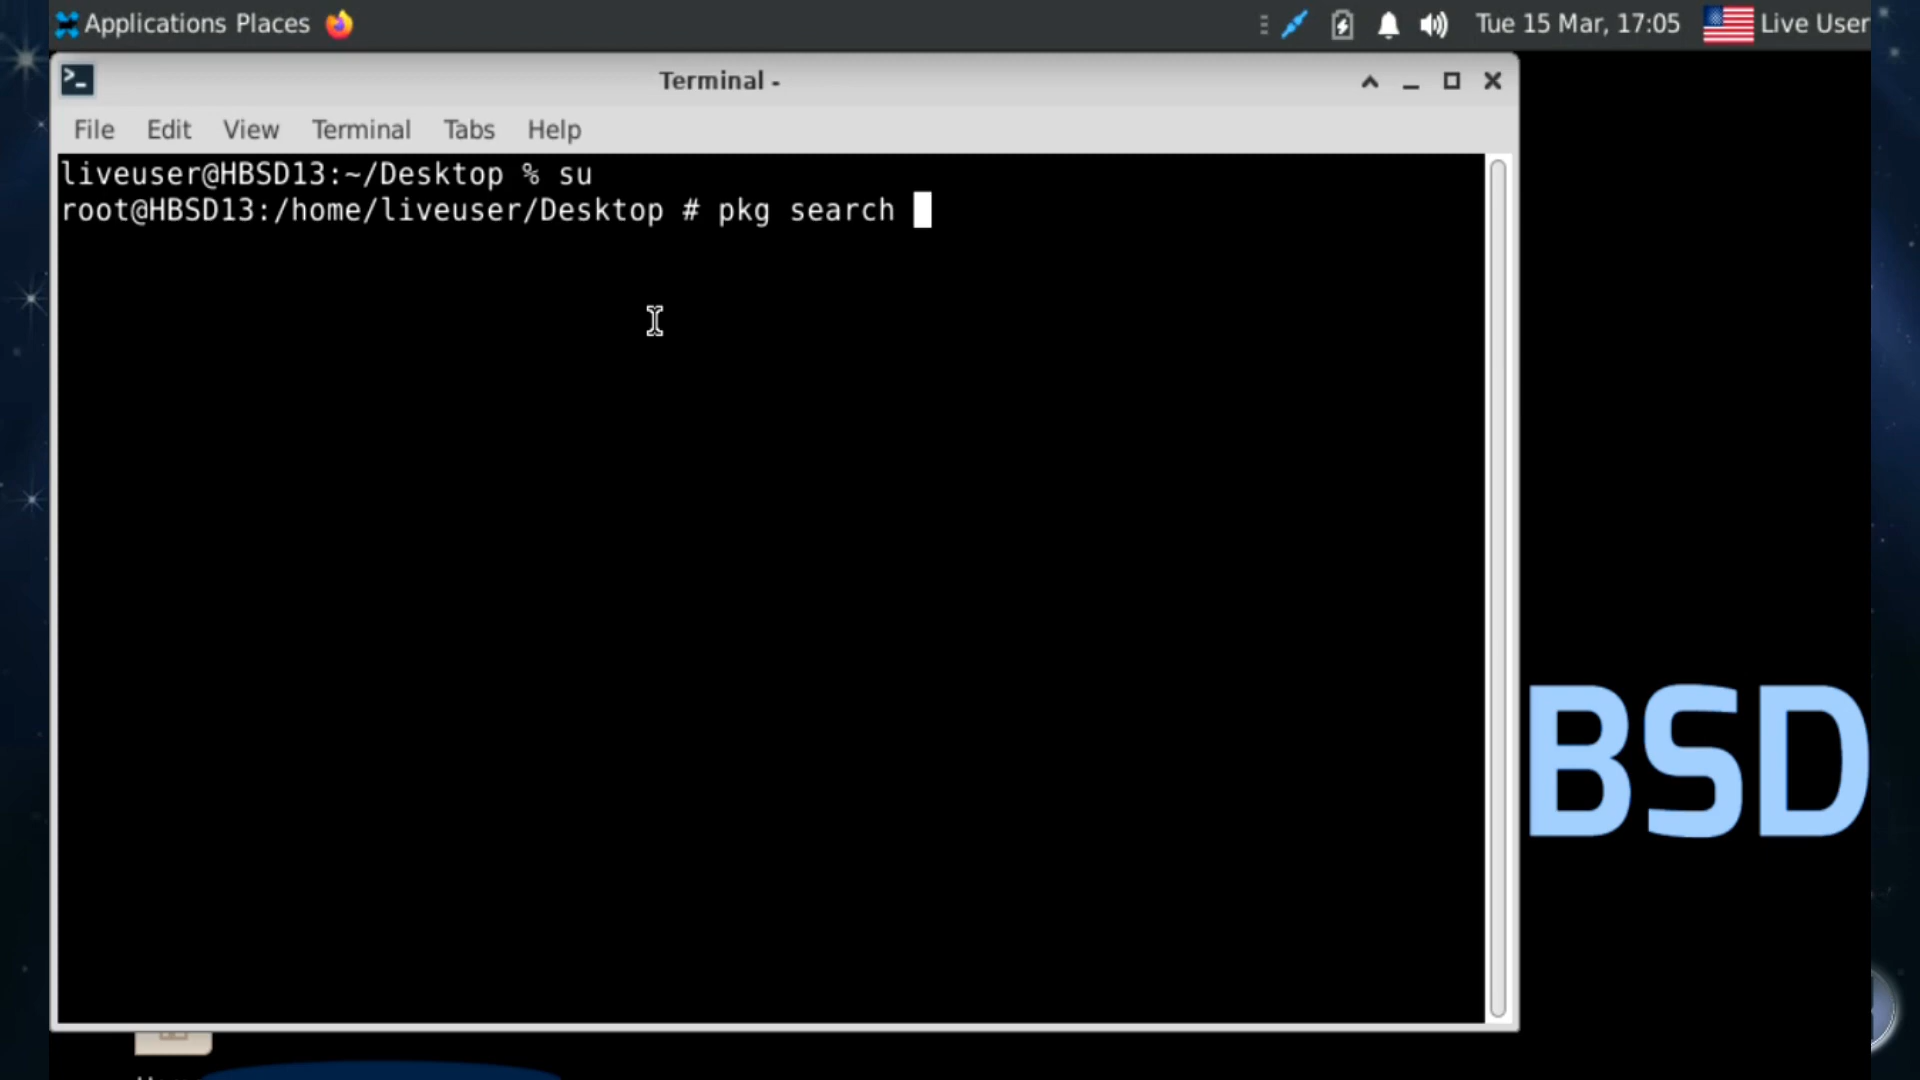 Applications Places
Tue 15 Mar, 17:05
Live User
Terminal -
File Edit View Terminal Tabs Help
liveuser@HBSD13:~/Desktop % su
root@HBSD13:/home/liveuser/Desktop # pkg search
BSD